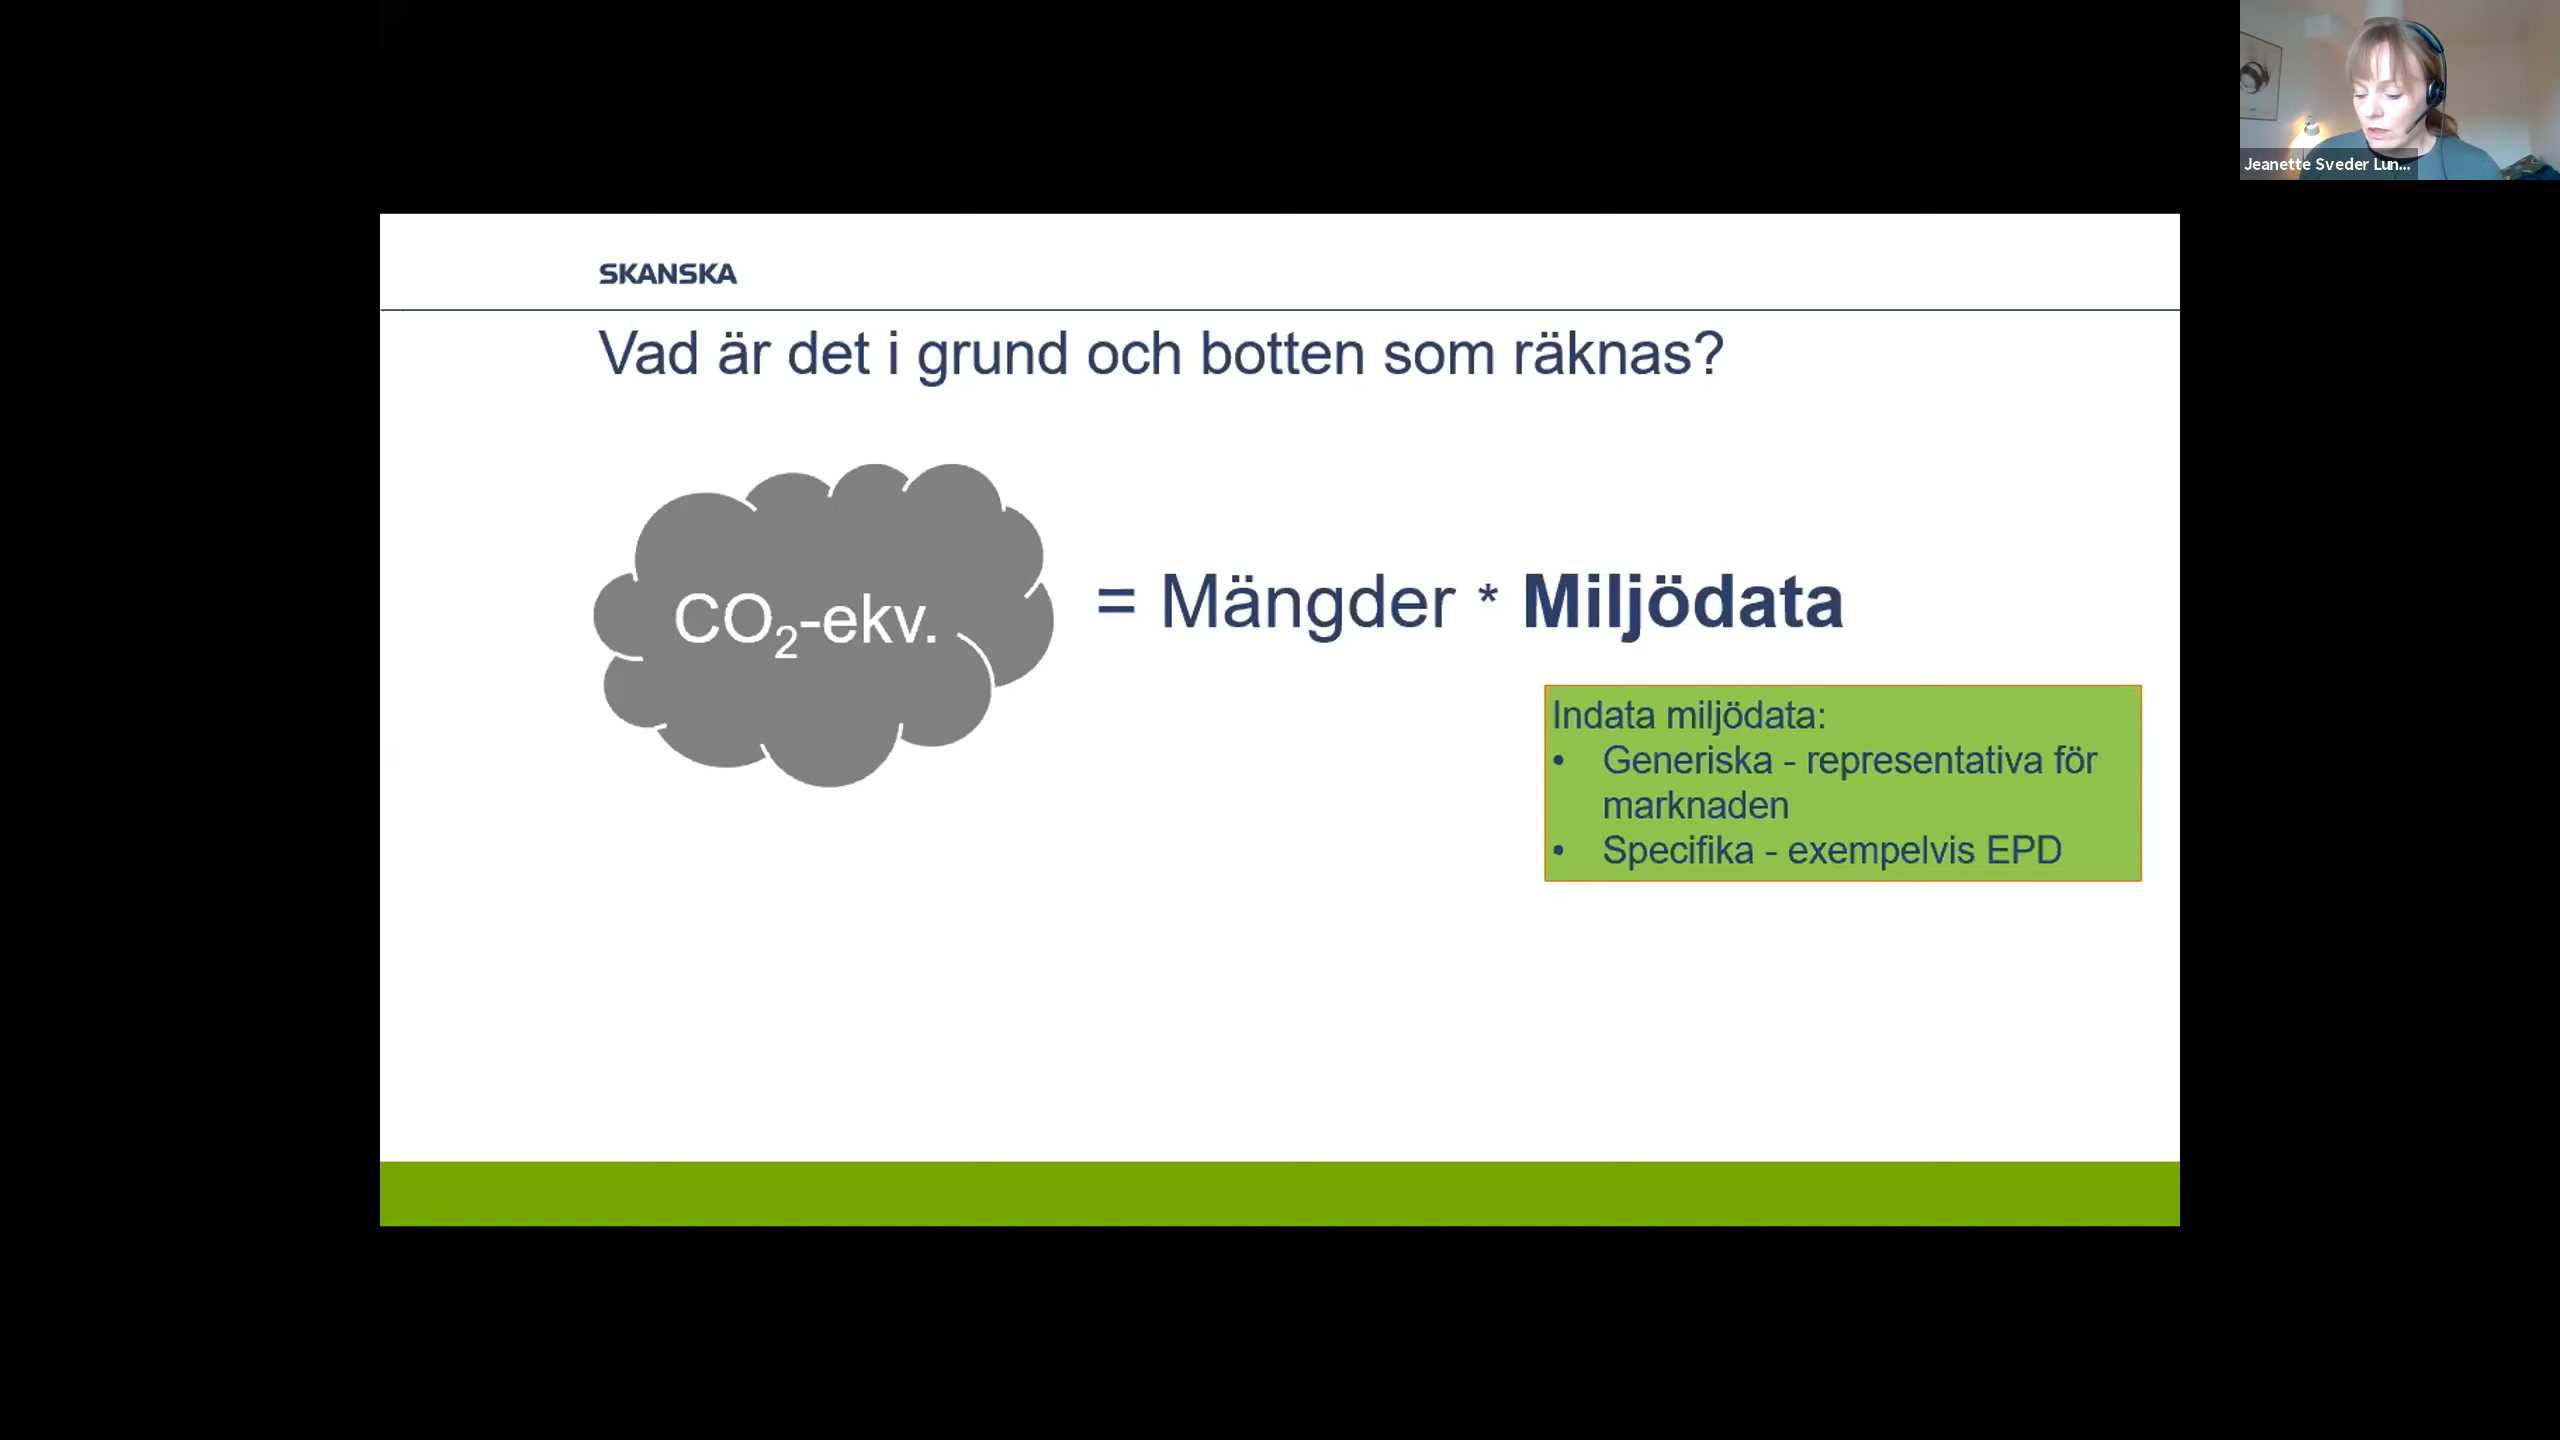 Jeanette Sveder Lun...
SKANSKA
Vad är det i grund och botten som räknas?
CO₂-ekv.
= Mängder * Miljödata
Indata miljödata:
• Generiska - representativa för
marknaden
• Specifika - exempelvis EPD